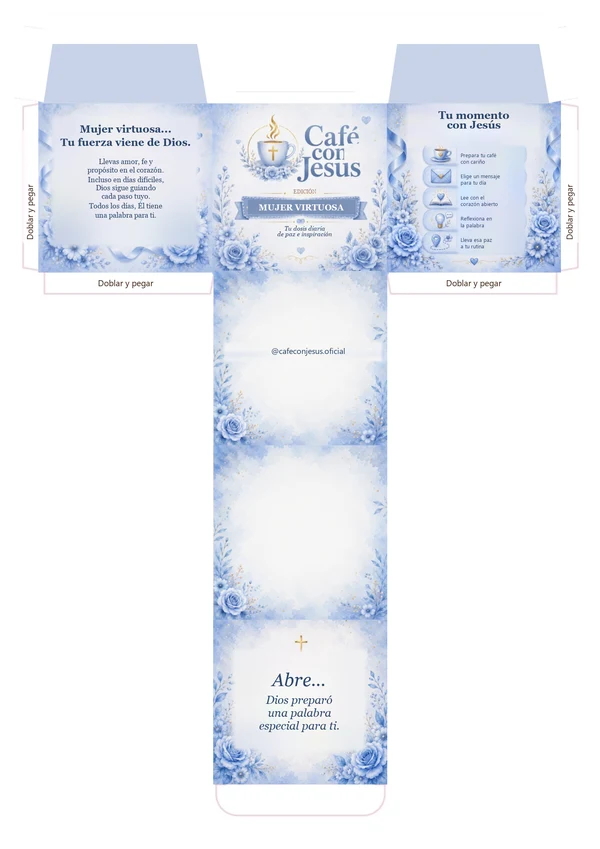 Mujer virtuosa...
Tu fuerza viene de Dios.
Llevas amor, fe y
propósito en el corazón.
Incluso en días difíciles,
Dios sigue guiando
cada paso tuyo.
Todos los días, Él tiene
una palabra para ti.
Doblar y pegar
Doblar y pegar
Café
con
Jesus
EDICIÓN
MUJER VIRTUOSA
Tu dosis diaria
de paz e inspiración
Tu momento
con Jesús
Prepara tu café
con cariño
Elige un mensaje
para tu día
Lee con el
corazón abierto
Reflexiona en
la palabra
Lleva esa paz
a tu rutina
Doblar y pegar
Doblar y pegar
@cafeconjesus.oficial
Abre...
Dios preparó
una palabra
especial para ti.